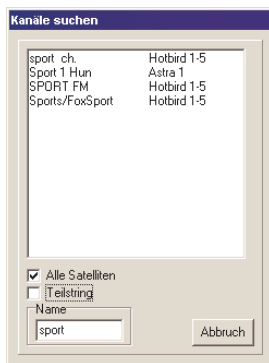 Kanäle suchen
sport ch. Hotbird 1-5
Sport 1 Hun Astra 1
SPORT FM Hotbird 1-5
Sports/FoxSport Hotbird 1-5
Alle Satelliten
Teilstring
Name
sport
Abbruch